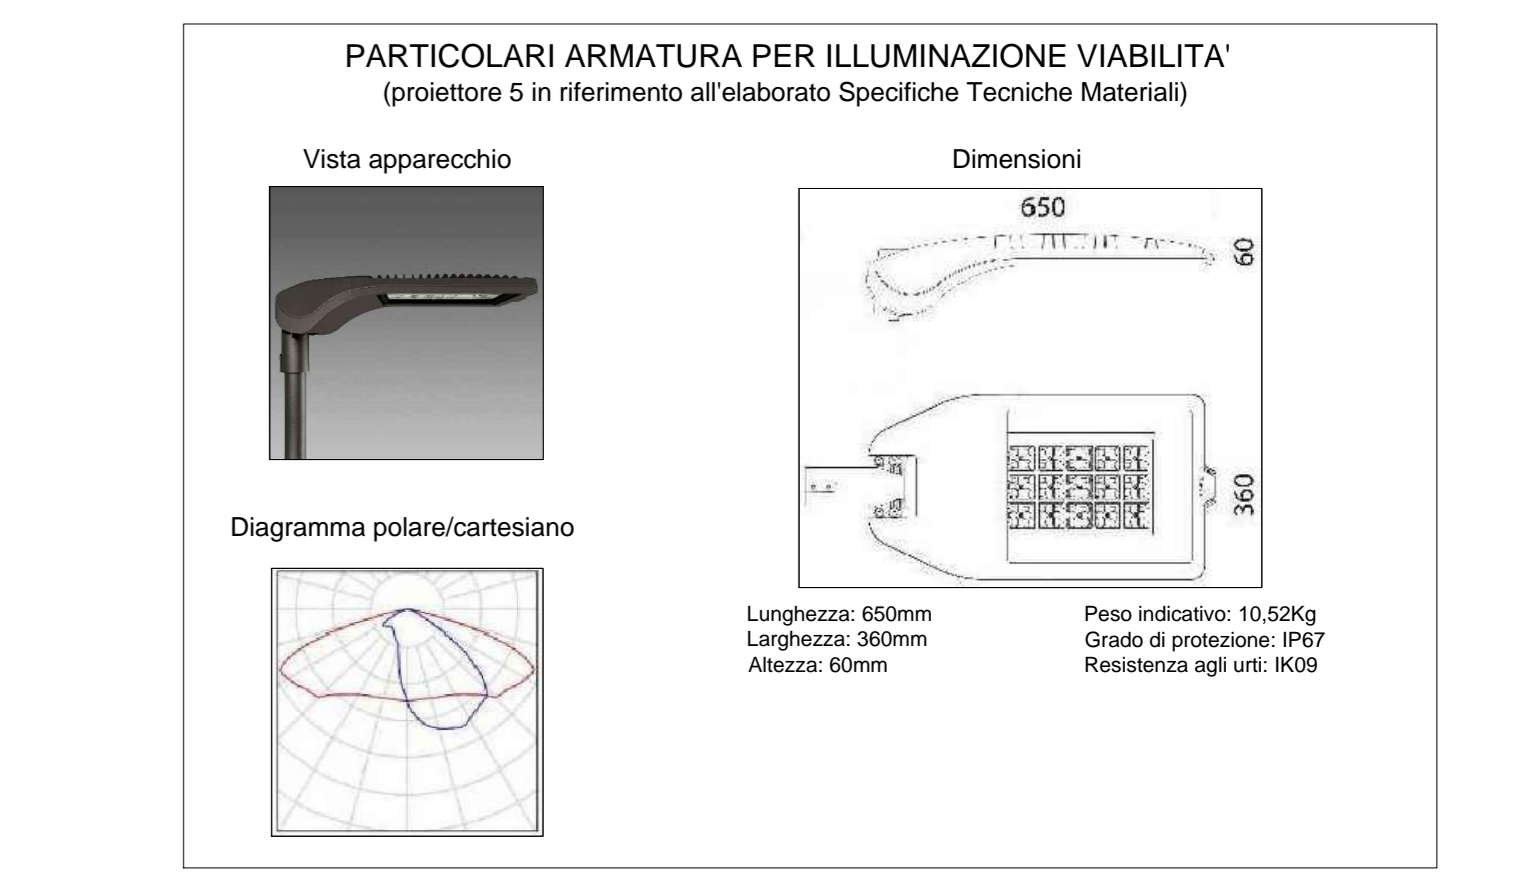 PARTICOLARI ARMATURA PER ILLUMINAZIONE VIABILITA'
(proiettore 5 in riferimento all'elaborato Specifiche Tecniche Materiali)
Vista apparecchio
Dimensioni
650
60
360
Diagramma polare/cartesiano
Lunghezza: 650mm
Larghezza: 360mm
Altezza: 60mm
Peso indicativo: 10,52Kg
Grado di protezione: IP67
Resistenza agli urti: IK09